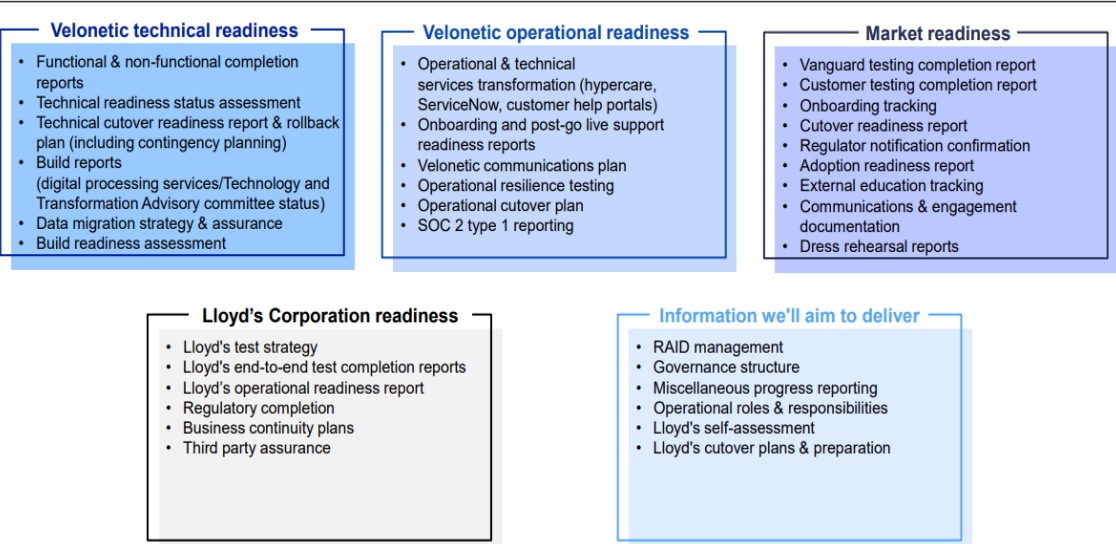 Velonetic technical readiness
• Functional & non-functional completion
reports
• Technical readiness status assessment
• Technical cutover readiness report & rollback
plan (including contingency planning)
• Build reports
(digital processing services/Technology and
Transformation Advisory committee status)
• Data migration strategy & assurance
• Build readiness assessment
Velonetic operational readiness
• Operational & technical
services transformation (hypercare,
ServiceNow, customer help portals)
• Onboarding and post-go live support
readiness reports
• Velonetic communications plan
• Operational resilience testing
• Operational cutover plan
• SOC 2 type 1 reporting
Market readiness
• Vanguard testing completion report
• Customer testing completion report
• Onboarding tracking
• Cutover readiness report
• Regulator notification confirmation
• Adoption readiness report
• External education tracking
• Communications & engagement
documentation
• Dress rehearsal reports
Lloyd’s Corporation readiness
• Lloyd's test strategy
• Lloyd's end-to-end test completion reports
• Lloyd’s operational readiness report
• Regulatory completion
• Business continuity plans
• Third party assurance
Information we'll aim to deliver
• RAID management
• Governance structure
• Miscellaneous progress reporting
• Operational roles & responsibilities
• Lloyd's self-assessment
• Lloyd's cutover plans & preparation